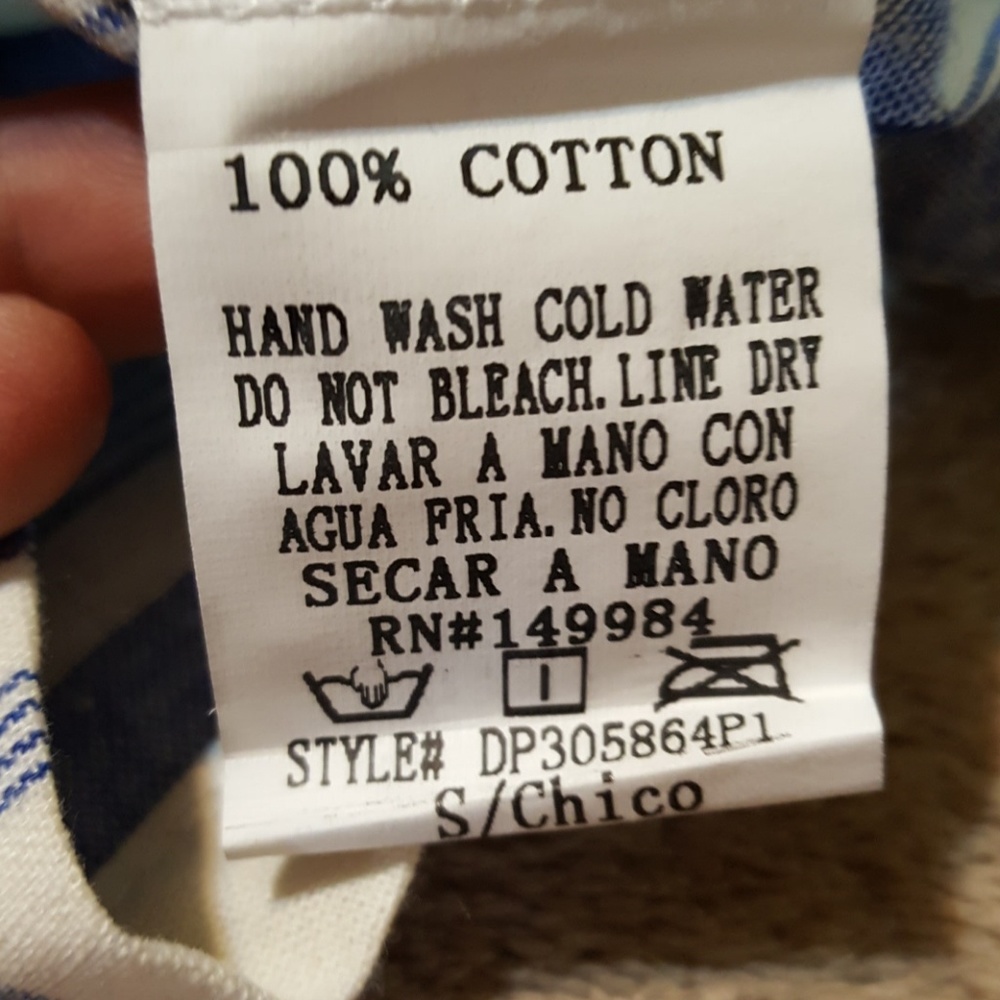 100% COTTON
HAND WASH COLD WATER
DO NOT BLEACH. LINE DRY
LAVAR A MANO CON
AGUA FRIA. NO CLORO
SECAR A MANO
RN#149984
STYLE# DP305864P1
S/Chico